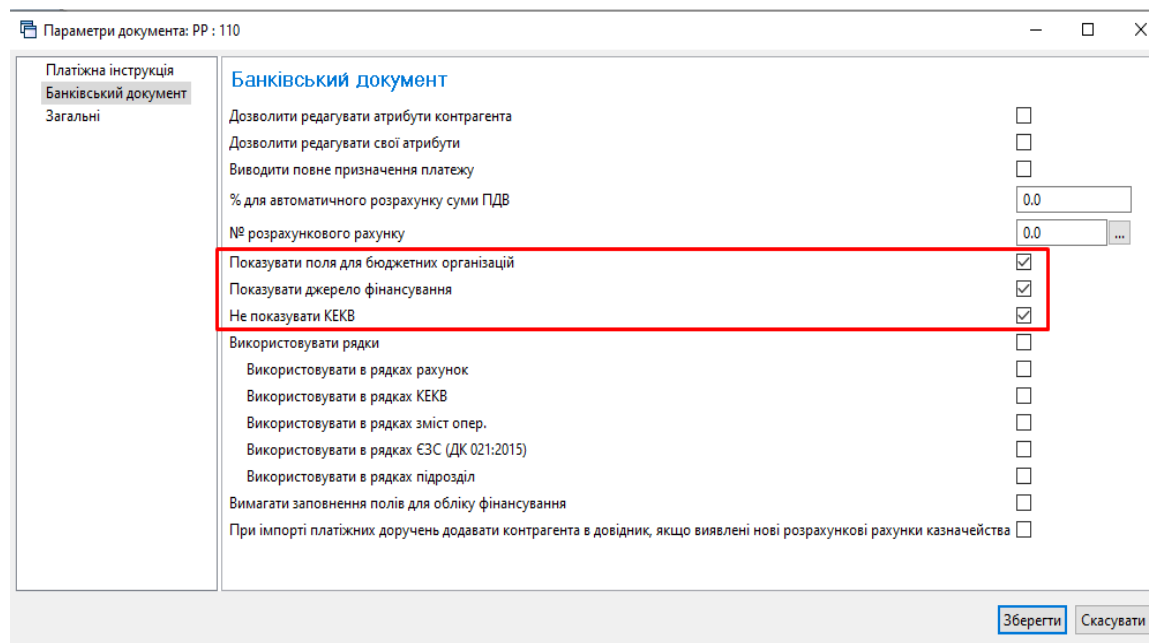 Параметри документа: РР : 110
Платіжна інструкція
Банківський документ
Загальні
Банківський документ
Дозволити редагувати атрибути контрагента
Дозволити редагувати свої атрибути
Виводити повне призначення платежу
% для автоматичного розрахунку суми ПДВ 0.0
№ розрахункового рахунку 0.0 ...
Показувати поля для бюджетних організацій
Показувати джерело фінансування
Не показувати КЕКВ
Використовувати рядки
Використовувати в рядках рахунок
Використовувати в рядках КЕКВ
Використовувати в рядках зміст опер.
Використовувати в рядках ЄЗС (ДК 021:2015)
Використовувати в рядках підрозділ
Вимагати заповнення полів для обліку фінансування
При імпорті платіжних доручень додавати контрагента в довідник, якщо виявлені нові розрахункові рахунки казначейства
Зберегти Скасувати